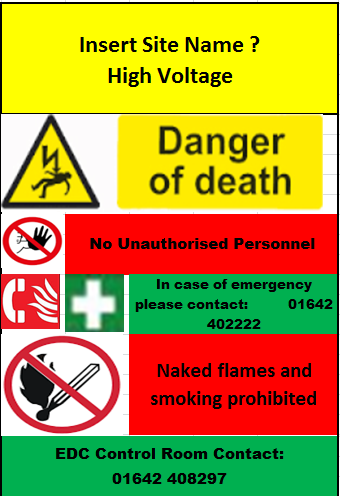 Insert Site Name ?
High Voltage
Danger
of death
No Unauthorised Personnel
In case of emergency
please contact: 01642
402222
Naked flames and
smoking prohibited
EDC Control Room Contact:
01642 408297